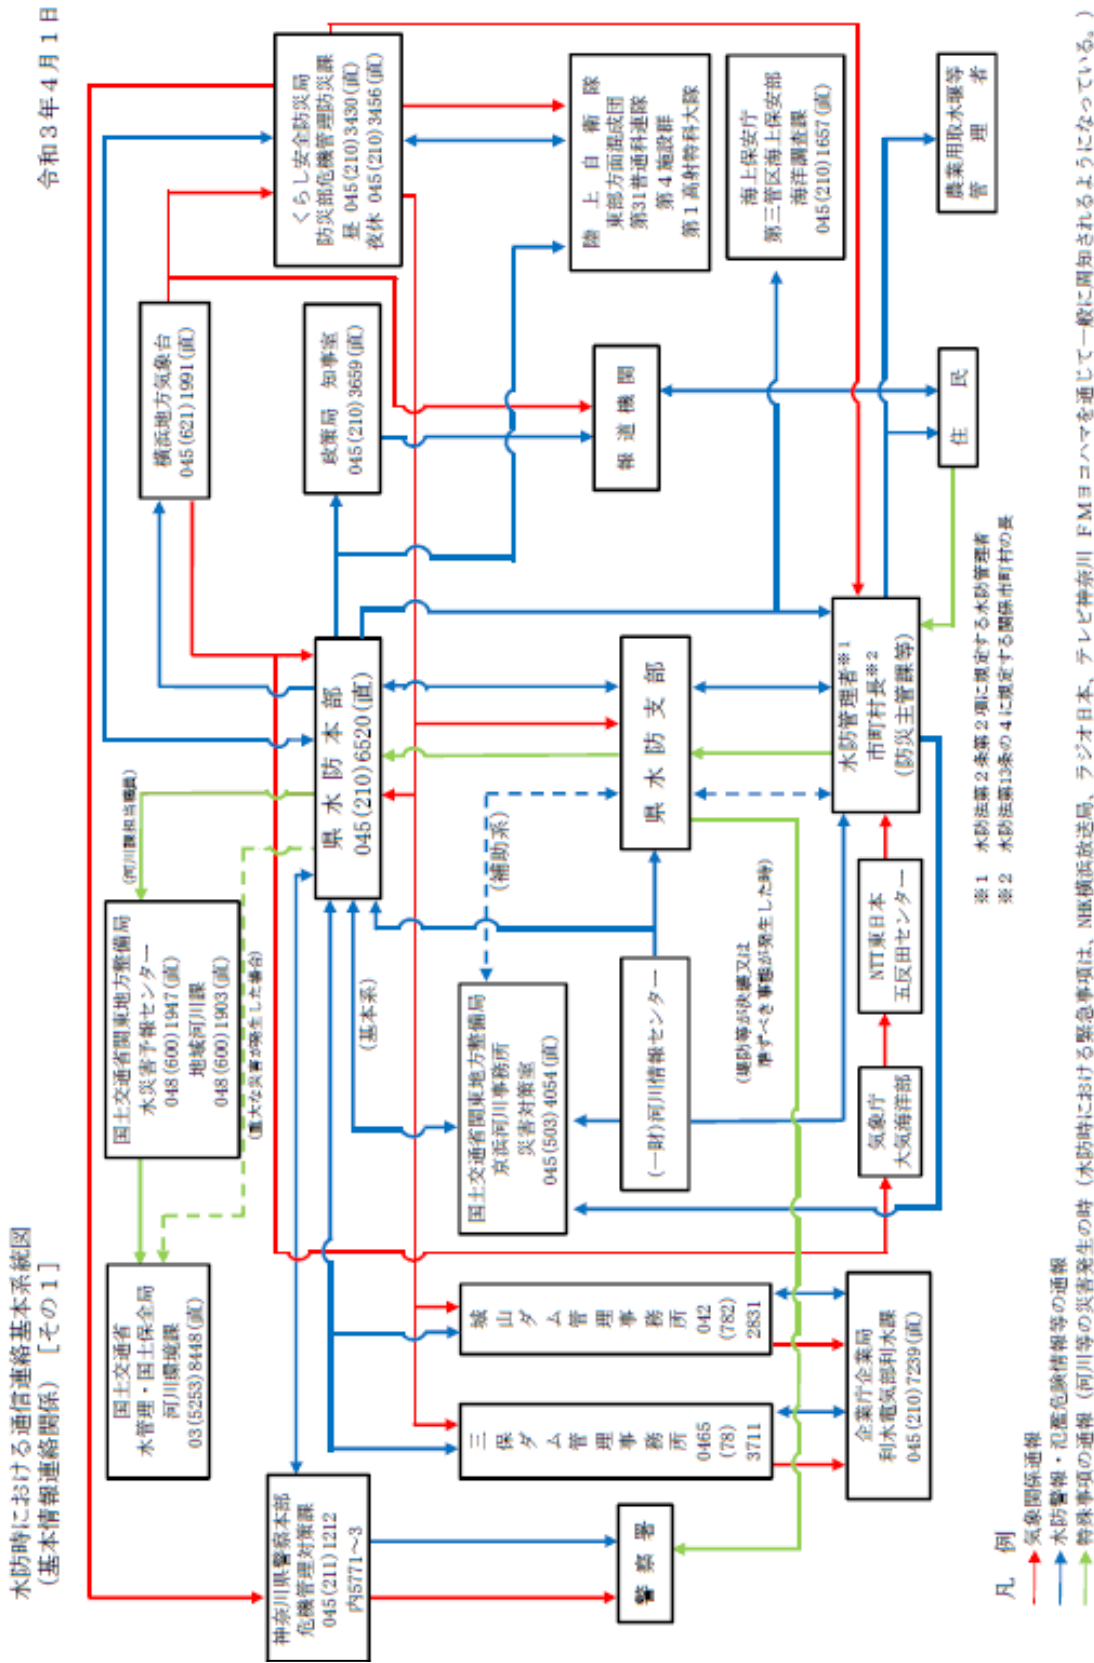 水防時における通信連絡基本系統図
(基本情報連絡関係) [その1]
令和3年4月1日
国土交通省
水管理・国土保全局
河川環境課
03(5253)8448(直)
国土交通省関東地方整備局
水災害予報センター
048(600)1947(直)
地域河川課
048(600)1903(直)
(河川課担当職員)
(重大な災害が発生した場合)
横浜地方気象台
045(621)1991(直)
神奈川県警察本部
危機管理対策課
045(211)1212
内5771~3
県水防本部
045(210)6520(直)
政策局 知事室
045(210)3659(直)
くらし安全防災局
防災部危機管理防災課
昼 045(210)3430(直)
夜休 045(210)3456(直)
(基本系)
(補助系)
三保ダム管理事務所
0465
(78)
3711
城山ダム管理事務所
042
(782)
2831
国土交通省関東地方整備局
京浜河川事務所
災害対策室
045(503)4054(直)
陸上自衛隊
東部方面混成団
第31普通科連隊
第4施設群
第1高射特科大隊
警察署
(一財)河川情報センター
県水防支部
報道機関
海上保安庁
第三管区海上保安部
海洋調査課
045(210)1657(直)
(堤防等が決壊又は
準ずべき事態が発生した時)
企業庁企業局
利水電気部利水課
045(210)7239(直)
気象庁
大気海洋部
NTT東日本
五反田センター
水防管理者※1
市町村長※2
(防災主管課等)
住民
農業用取水堰等
管理者
※1 水防法第2条第2項に規定する水防管理者
※2 水防法第13条の4に規定する関係市町村の長
凡例
気象関係通報
水防警報・氾濫危険情報等の通報
特殊事項の通報(河川等の災害発生の時(水防時における緊急事項は、NHK横浜放送局、ラジオ日本、テレビ神奈川 FMヨコハマを通じて一般に周知されるようになっている。)